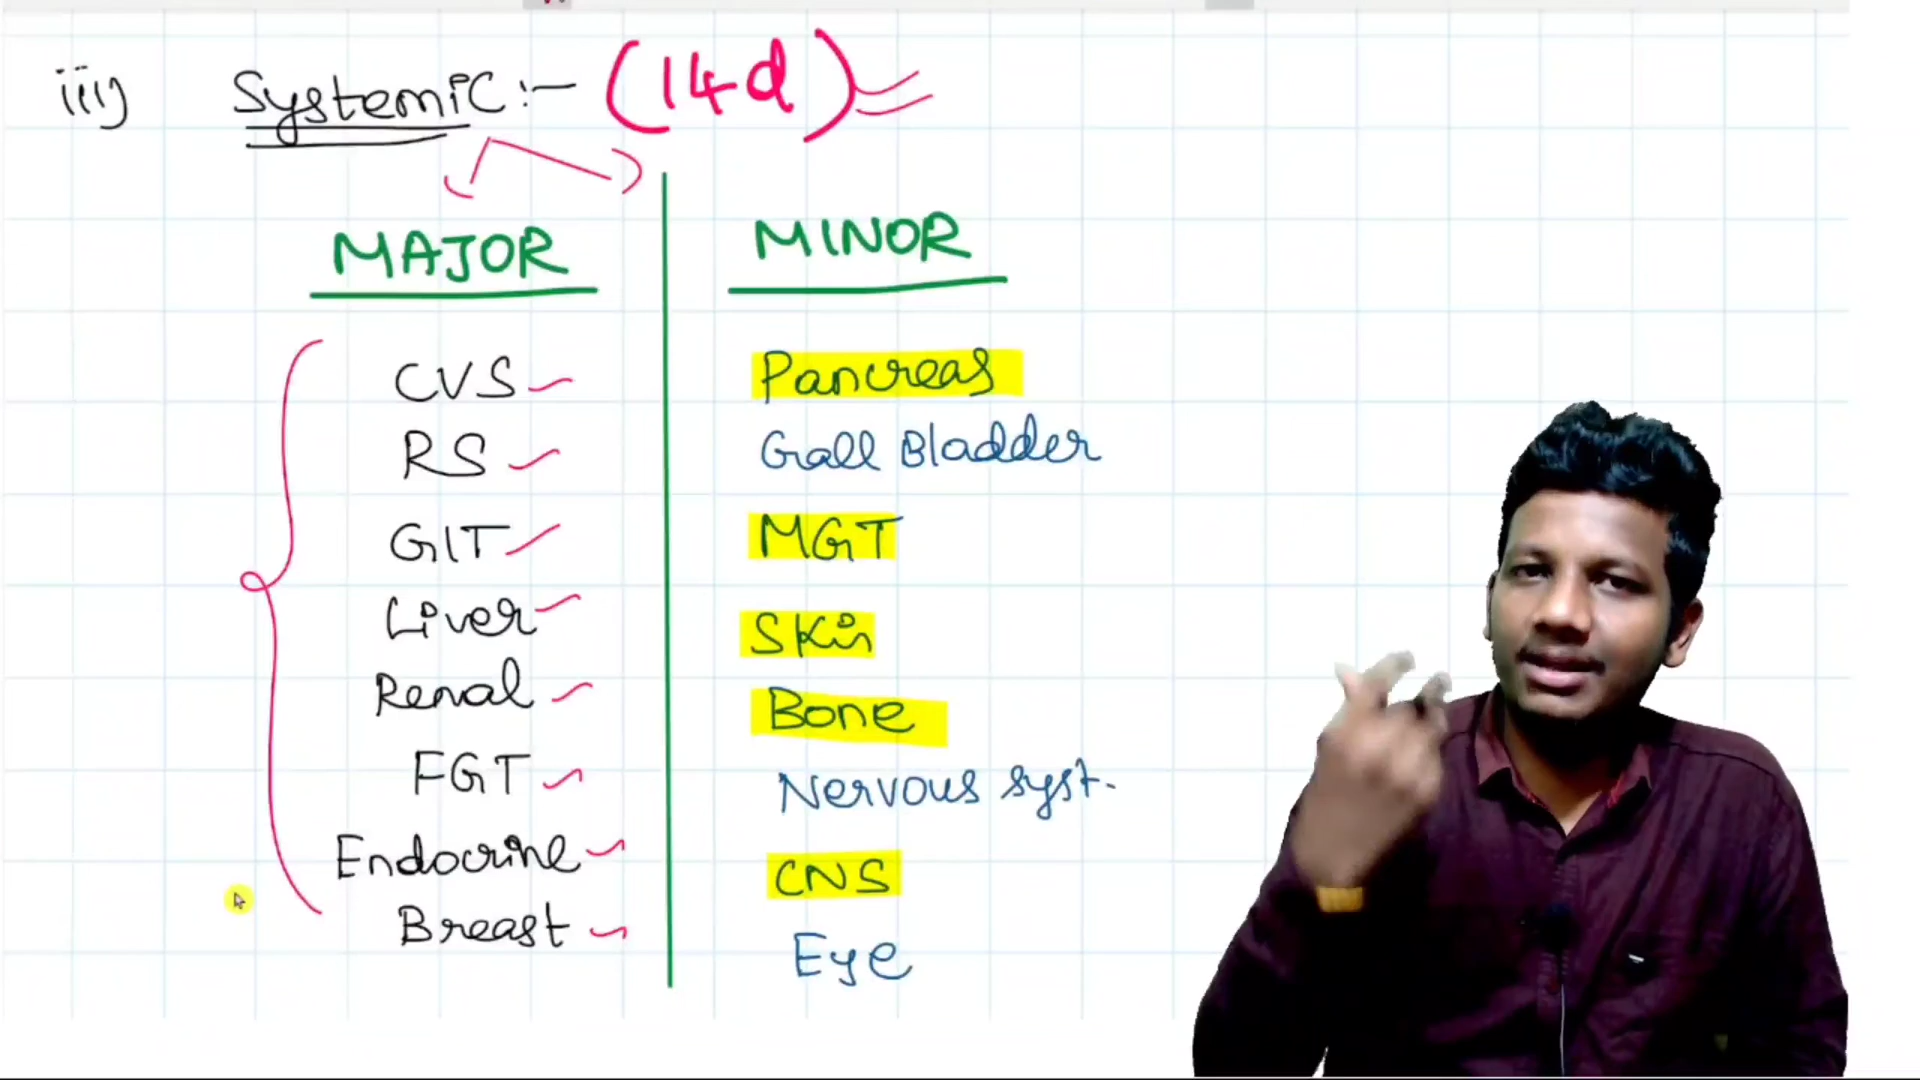 iii) Systemic :- (14d)
MAJOR
CVS
RS
GIT
Liver
Renal
FGT
Endocrine
Breast
MINOR
Pancreas
Gall Bladder
MGT
Skin
Bone
Nervous syst.
CNS
Eye